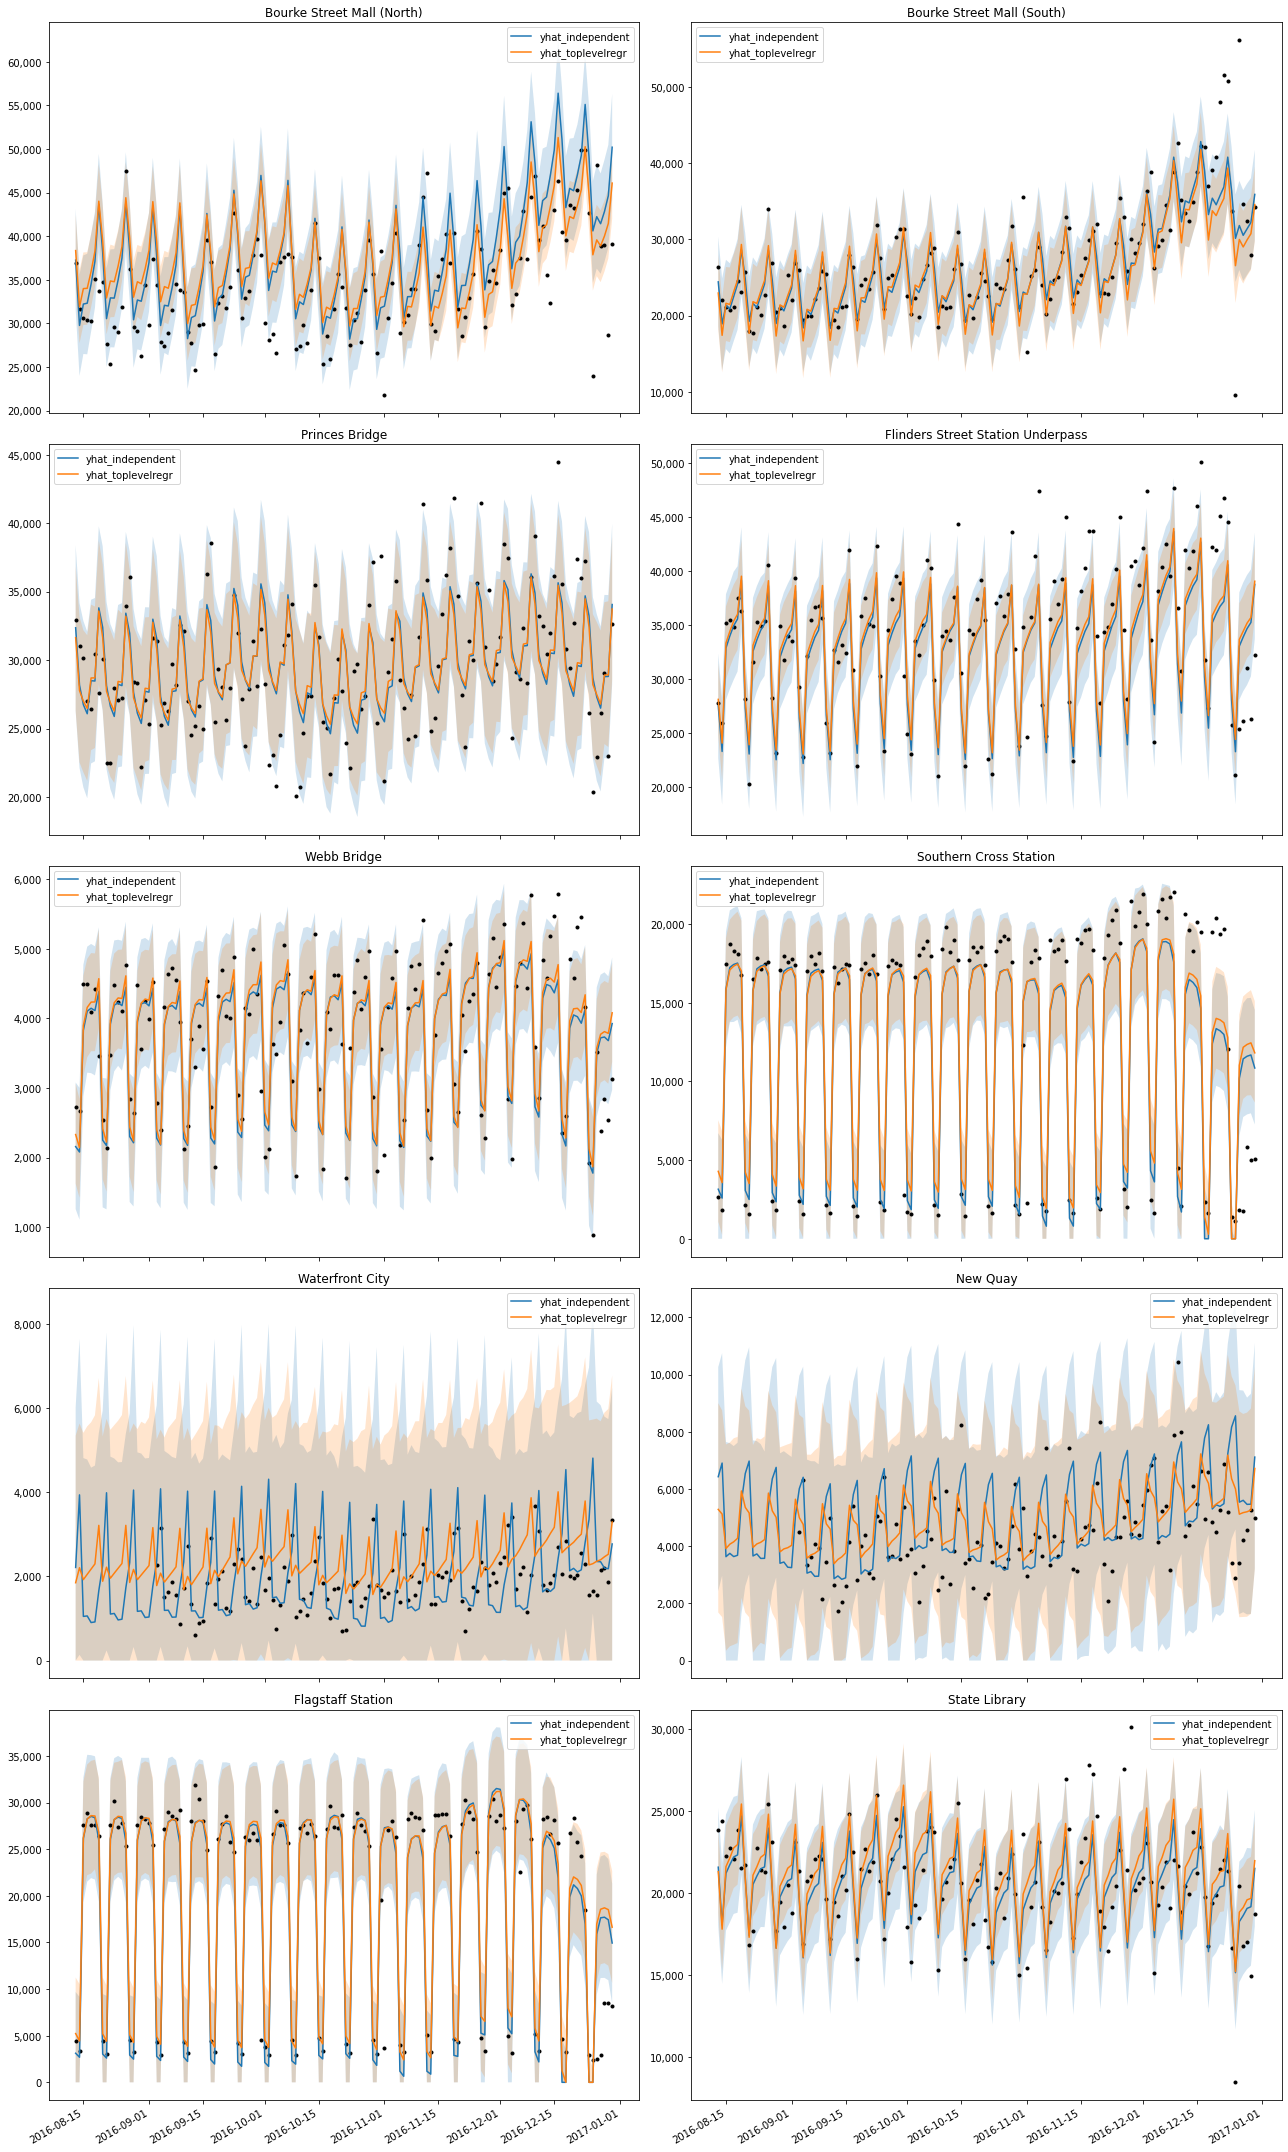 Bourke Street Mall (North)
yhat_independent
yhat_toplevelregr
60,000
55,000
50,000
45,000
40,000
35,000
30,000
25,000
20,000
Bourke Street Mall (South)
yhat_independent
yhat_toplevelregr
50,000
40,000
30,000
20,000
10,000
Princes Bridge
yhat_independent
yhat_toplevelregr
45,000
40,000
35,000
30,000
25,000
20,000
Flinders Street Station Underpass
yhat_independent
yhat_toplevelregr
50,000
45,000
40,000
35,000
30,000
25,000
20,000
Webb Bridge
yhat_independent
yhat_toplevelregr
6,000
5,000
4,000
3,000
2,000
1,000
Southern Cross Station
yhat_independent
yhat_toplevelregr
20,000
15,000
10,000
5,000
0
Waterfront City
yhat_independent
yhat_toplevelregr
8,000
6,000
4,000
2,000
0
New Quay
yhat_independent
yhat_toplevelregr
12,000
10,000
8,000
6,000
4,000
2,000
0
Flagstaff Station
yhat_independent
yhat_toplevelregr
35,000
30,000
25,000
20,000
15,000
10,000
5,000
0
2016-08-15
2016-09-01
2016-09-15
2016-10-01
2016-10-15
2016-11-01
2016-11-15
2016-12-01
2016-12-15
2017-01-01
State Library
yhat_independent
yhat_toplevelregr
30,000
25,000
20,000
15,000
10,000
2016-08-15
2016-09-01
2016-09-15
2016-10-01
2016-10-15
2016-11-01
2016-11-15
2016-12-01
2016-12-15
2017-01-01